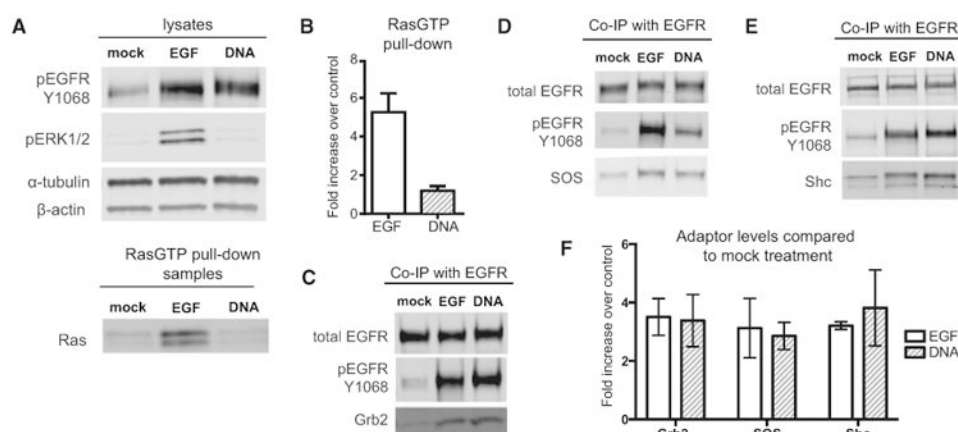 A
lysates
mock EGF DNA
pEGFR
Y1068
pERK1/2
α-tubulin
β-actin
RasGTP pull-down
samples
mock EGF DNA
Ras
B
RasGTP
pull-down
Fold increase over control
8
6
4
2
0
EGF DNA
C
Co-IP with EGFR
mock EGF DNA
total EGFR
pEGFR
Y1068
Grb2
D
Co-IP with EGFR
mock EGF DNA
total EGFR
pEGFR
Y1068
SOS
E
Co-IP with EGFR
mock EGF DNA
total EGFR
pEGFR
Y1068
Shc
F
Adaptor levels compared
to mock treatment
Fold increase over control
6
4
2
0
EGF
DNA
Grb2 SOS Shc